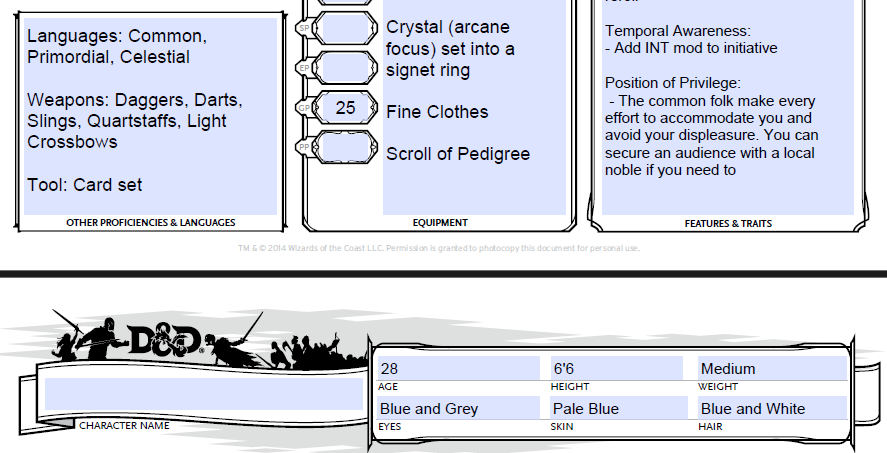 Languages: Common,
Primordial, Celestial
Weapons: Daggers, Darts,
Slings, Quartstaffs, Light
Crossbows
Tool: Card set
OTHER PROFICIENCIES & LANGUAGES
SP
EP
GP
25
PP
Crystal (arcane
focus) set into a
signet ring
Fine Clothes
Scroll of Pedigree
EQUIPMENT
Temporal Awareness:
- Add INT mod to initiative
Position of Privilege:
- The common folk make every
effort to accommodate you and
avoid your displeasure. You can
secure an audience with a local
noble if you need to
FEATURES & TRAITS
TM & © 2014 Wizards of the Coast LLC. Permission is granted to photocopy this document for personal use.
D&D
CHARACTER NAME
28
6'6
Medium
AGE
HEIGHT
WEIGHT
Blue and Grey
Pale Blue
Blue and White
EYES
SKIN
HAIR